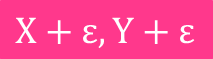 X + ε, Y + ε